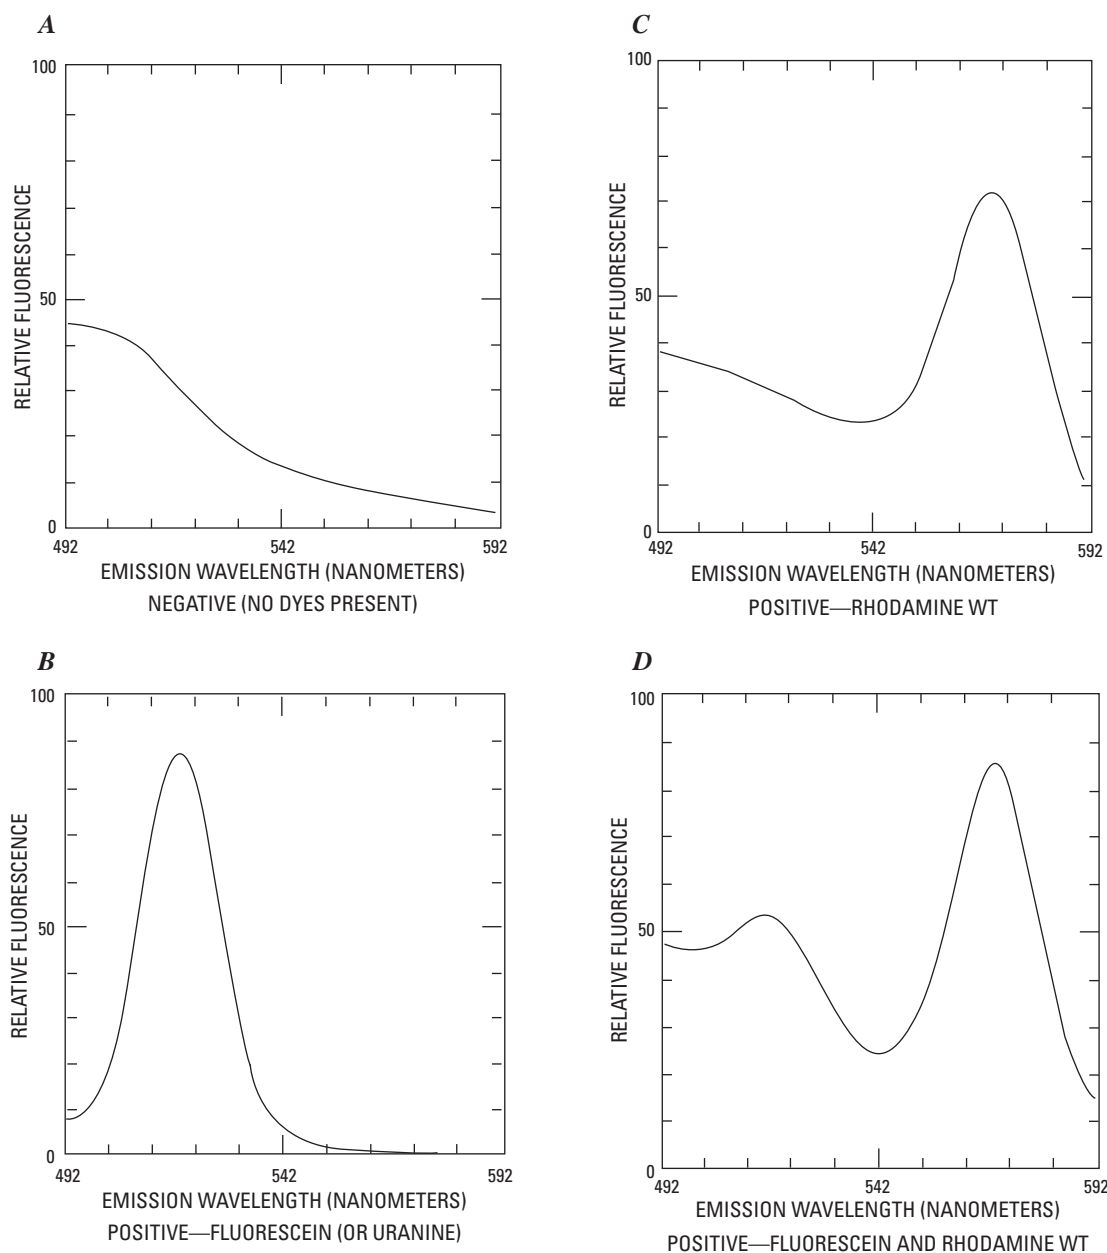 A
100
50
0
492
542
592
RELATIVE FLUORESCENCE
EMISSION WAVELENGTH (NANOMETERS)
NEGATIVE (NO DYES PRESENT)
B
100
50
0
492
542
592
RELATIVE FLUORESCENCE
EMISSION WAVELENGTH (NANOMETERS)
POSITIVE—FLUORESCEIN (OR URANINE)
C
100
50
0
492
542
592
RELATIVE FLUORESCENCE
EMISSION WAVELENGTH (NANOMETERS)
POSITIVE—RHODAMINE WT
D
100
50
0
492
542
592
RELATIVE FLUORESCENCE
EMISSION WAVELENGTH (NANOMETERS)
POSITIVE—FLUORESCEIN AND RHODAMINE WT